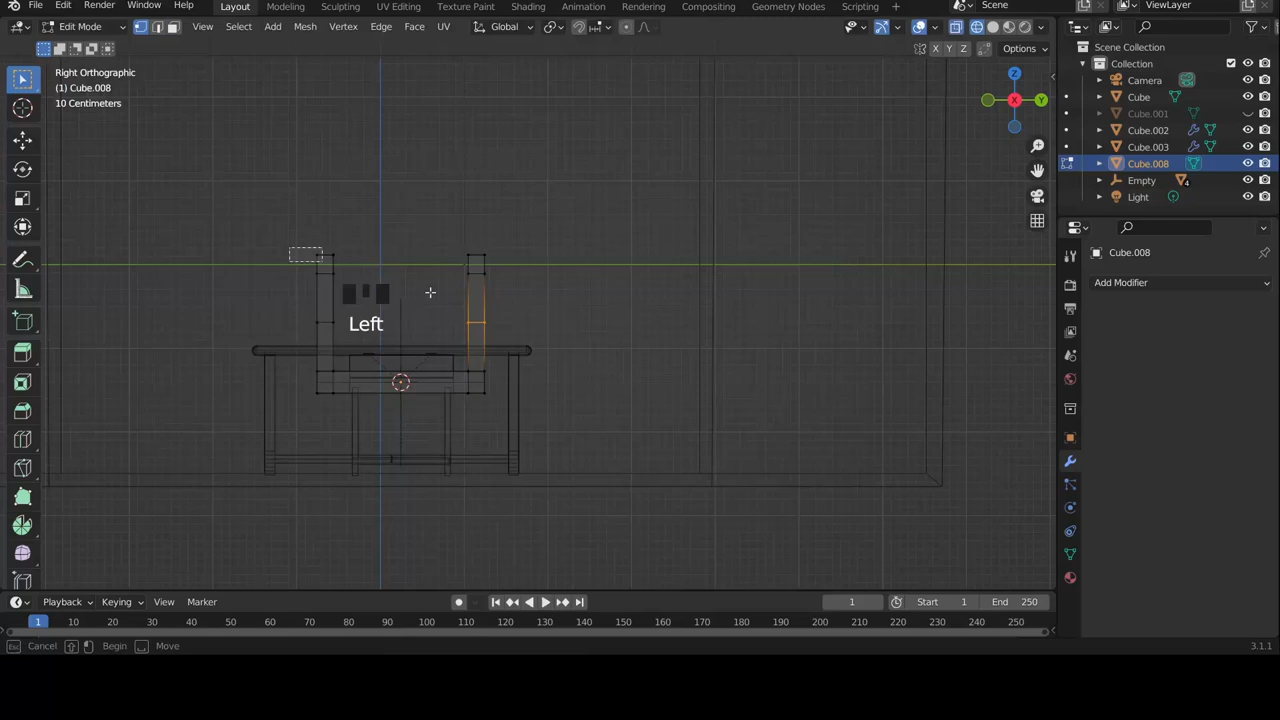 File Edit Render Window Help Layout Modeling Sculpting UV Editing Texture Paint Shading Animation Rendering Compositing Geometry Nodes Scripting + Scene ViewLayer
Edit Mode View Select Add Mesh Vertex Edge Face UV Global
X Y Z Options
Right Orthographic
(1) Cube.008
10 Centimeters
Z
X
Y
Left
Scene Collection
Collection
Camera
Cube
Cube.001
Cube.002
Cube.003
Cube.008
Empty 4
Light
Cube.008
Add Modifier
Playback Keying View Marker 1 Start 1 End 250
1 10 20 30 40 50 60 70 80 90 100 110 120 130 140 150 160 170 180 190 200 210 220 230 240 250
Esc Cancel Begin Move 3.1.1